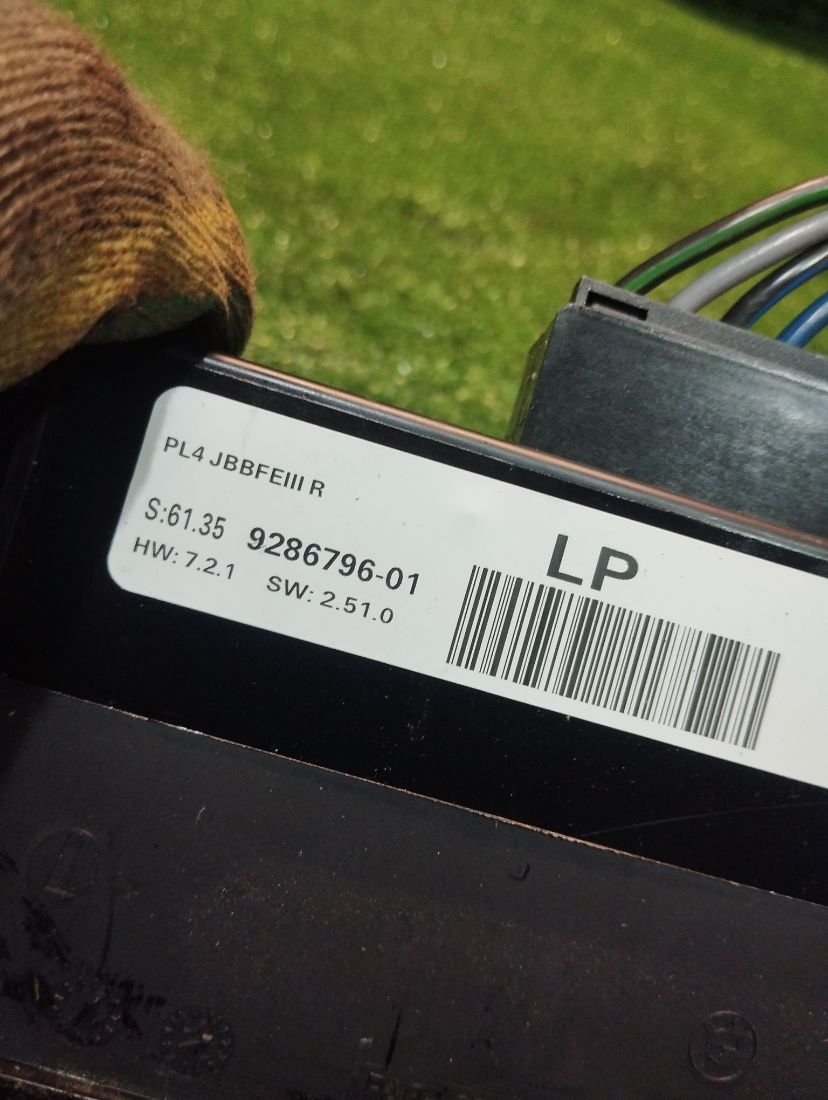 PL4 JBBFEIII R
S:61.35 9286796-01
HW: 7.2.1 SW: 2.51.0
LP